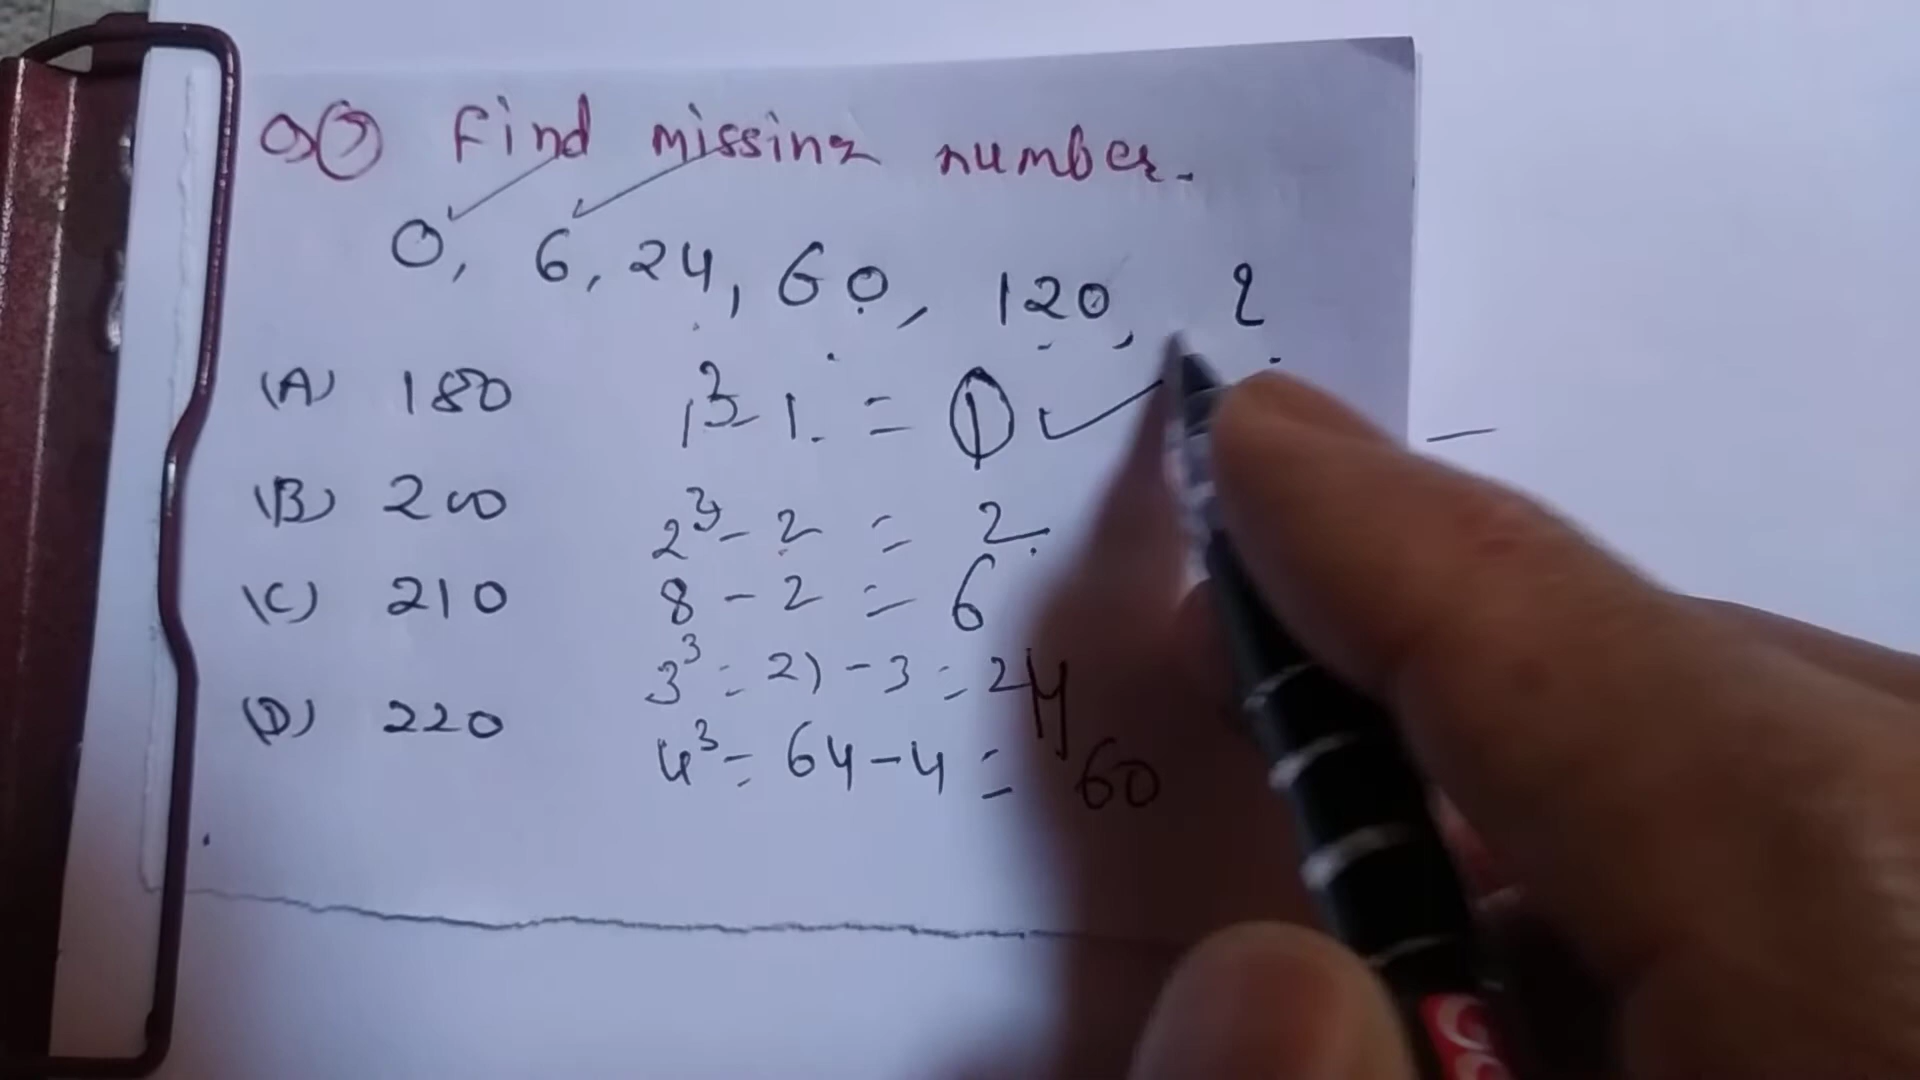 Q7 Find missing number.
0, 6, 24, 60, 120, ?
(A) 180
(B) 200
(C) 210
(D) 220
1³ - 1 =
2³ - 2 = 2
8 - 2 = 6
3³ = 27 - 3 = 24
4³ = 64 - 4 = 60